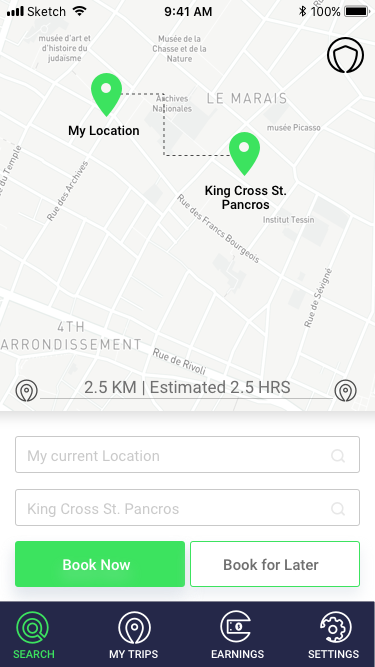 Sketch 9:41 AM 100%
musée d'art et
d'histoire du
judaïsme
Musée de la
Chasse et de la
Nature
Archives
Nationales
LE MARAIS
My Location
musée Picasso
King Cross St.
Pancros
Institut Tessin
du Temple
Rue des Archives
Rue des Francs Bourgeois
Rue de Sévigné
4TH
ARRONDISSEMENT
Rue de Rivoli
2.5 KM | Estimated 2.5 HRS
My current Location
King Cross St. Pancros
Book Now Book for Later
SEARCH MY TRIPS EARNINGS SETTINGS